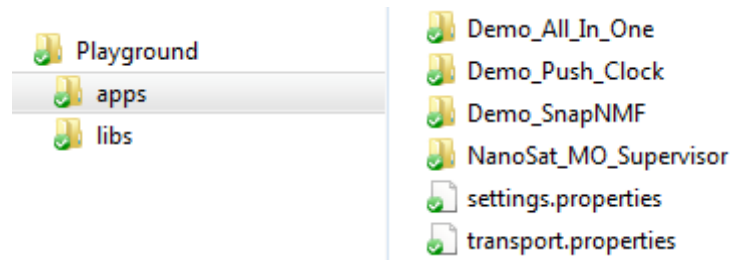 Playground
apps
libs
Demo_All_In_One
Demo_Push_Clock
Demo_SnapNMF
NanoSat_MO_Supervisor
settings.properties
transport.properties